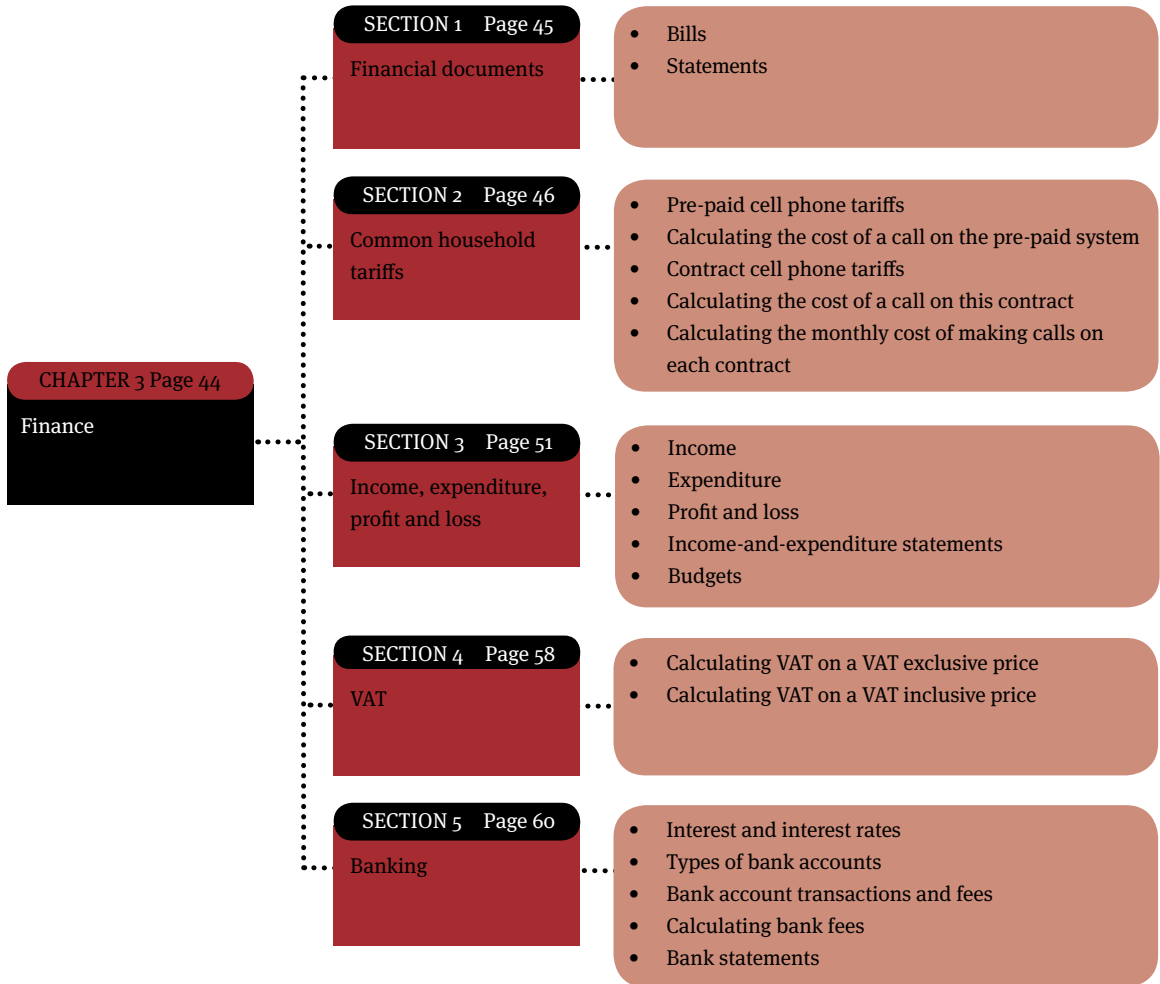 SECTION 1 Page 45
Financial documents
• Bills
• Statements
SECTION 2 Page 46
Common household
tariffs
• Pre-paid cell phone tariffs
• Calculating the cost of a call on the pre-paid system
• Contract cell phone tariffs
• Calculating the cost of a call on this contract
• Calculating the monthly cost of making calls on
each contract
CHAPTER 3 Page 44
Finance
SECTION 3 Page 51
Income, expenditure,
profit and loss
• Income
• Expenditure
• Profit and loss
• Income-and-expenditure statements
• Budgets
SECTION 4 Page 58
VAT
• Calculating VAT on a VAT exclusive price
• Calculating VAT on a VAT inclusive price
SECTION 5 Page 60
Banking
• Interest and interest rates
• Types of bank accounts
• Bank account transactions and fees
• Calculating bank fees
• Bank statements